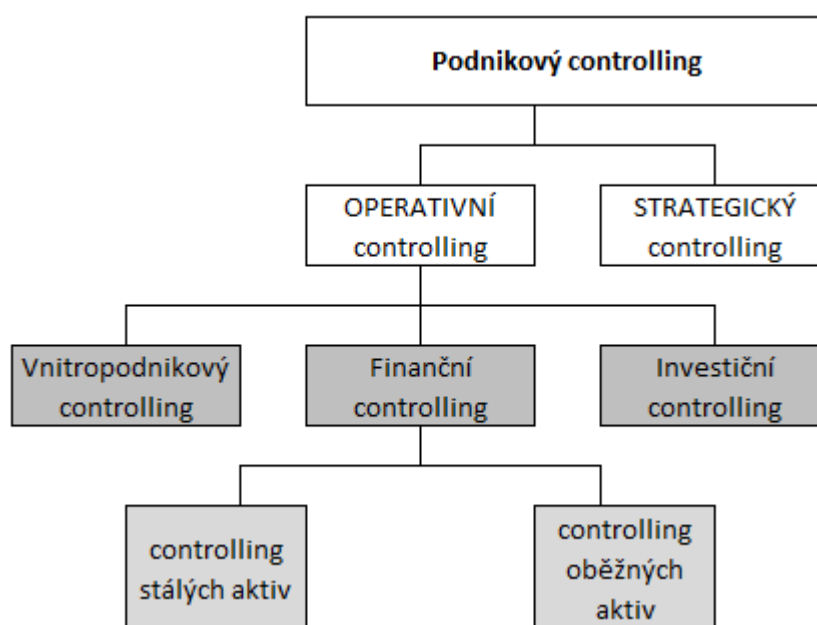 Podnikový controlling
OPERATIVNÍ
controlling
STRATEGICKÝ
controlling
Vnitropodnikový
controlling
Finanční
controlling
Investiční
controlling
controlling
stálých aktiv
controlling
oběžných
aktiv